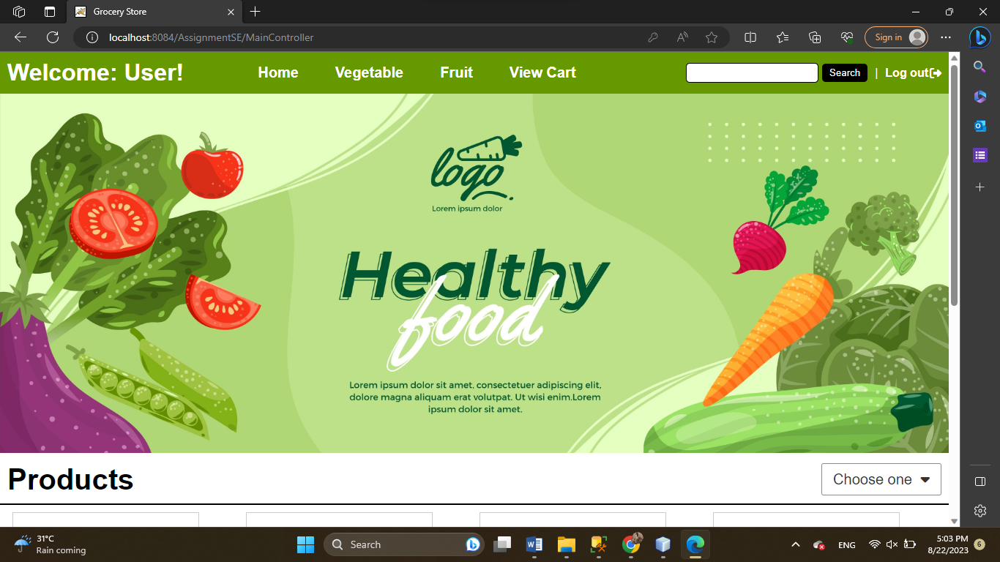 Grocery Store
localhost:8084/AssignmentSE/MainController
Sign in
Welcome: User!
Home
Vegetable
Fruit
View Cart
Search
|
Log out
logo
Lorem ipsum dolor
Healthy
food
Lorem ipsum dolor sit amet, consectetuer adipiscing elit,
dolore magna aliquam erat volutpat. Ut wisi enim.Lorem
ipsum dolor sit amet.
Products
Choose one
31°C
Rain coming
Search
ENG
5:03 PM
8/22/2023
6